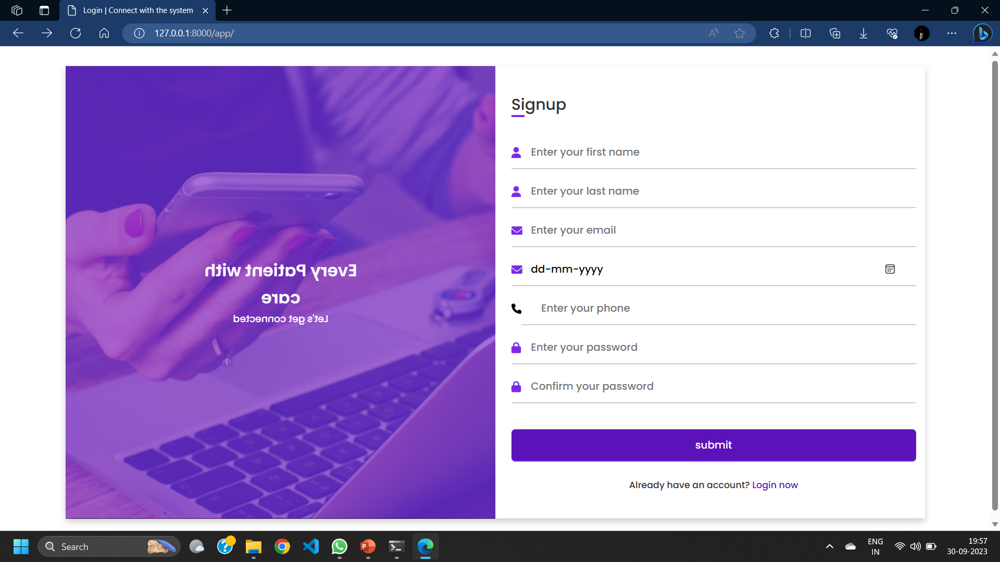 Login | Connect with the system
127.0.0.1:8000/app/
Every Patient with
care
Let's get connected
Signup
Enter your first name
Enter your last name
Enter your email
dd-mm-yyyy
Enter your phone
Enter your password
Confirm your password
submit
Already have an account? Login now
Search
ENG
IN
19:57
30-09-2023